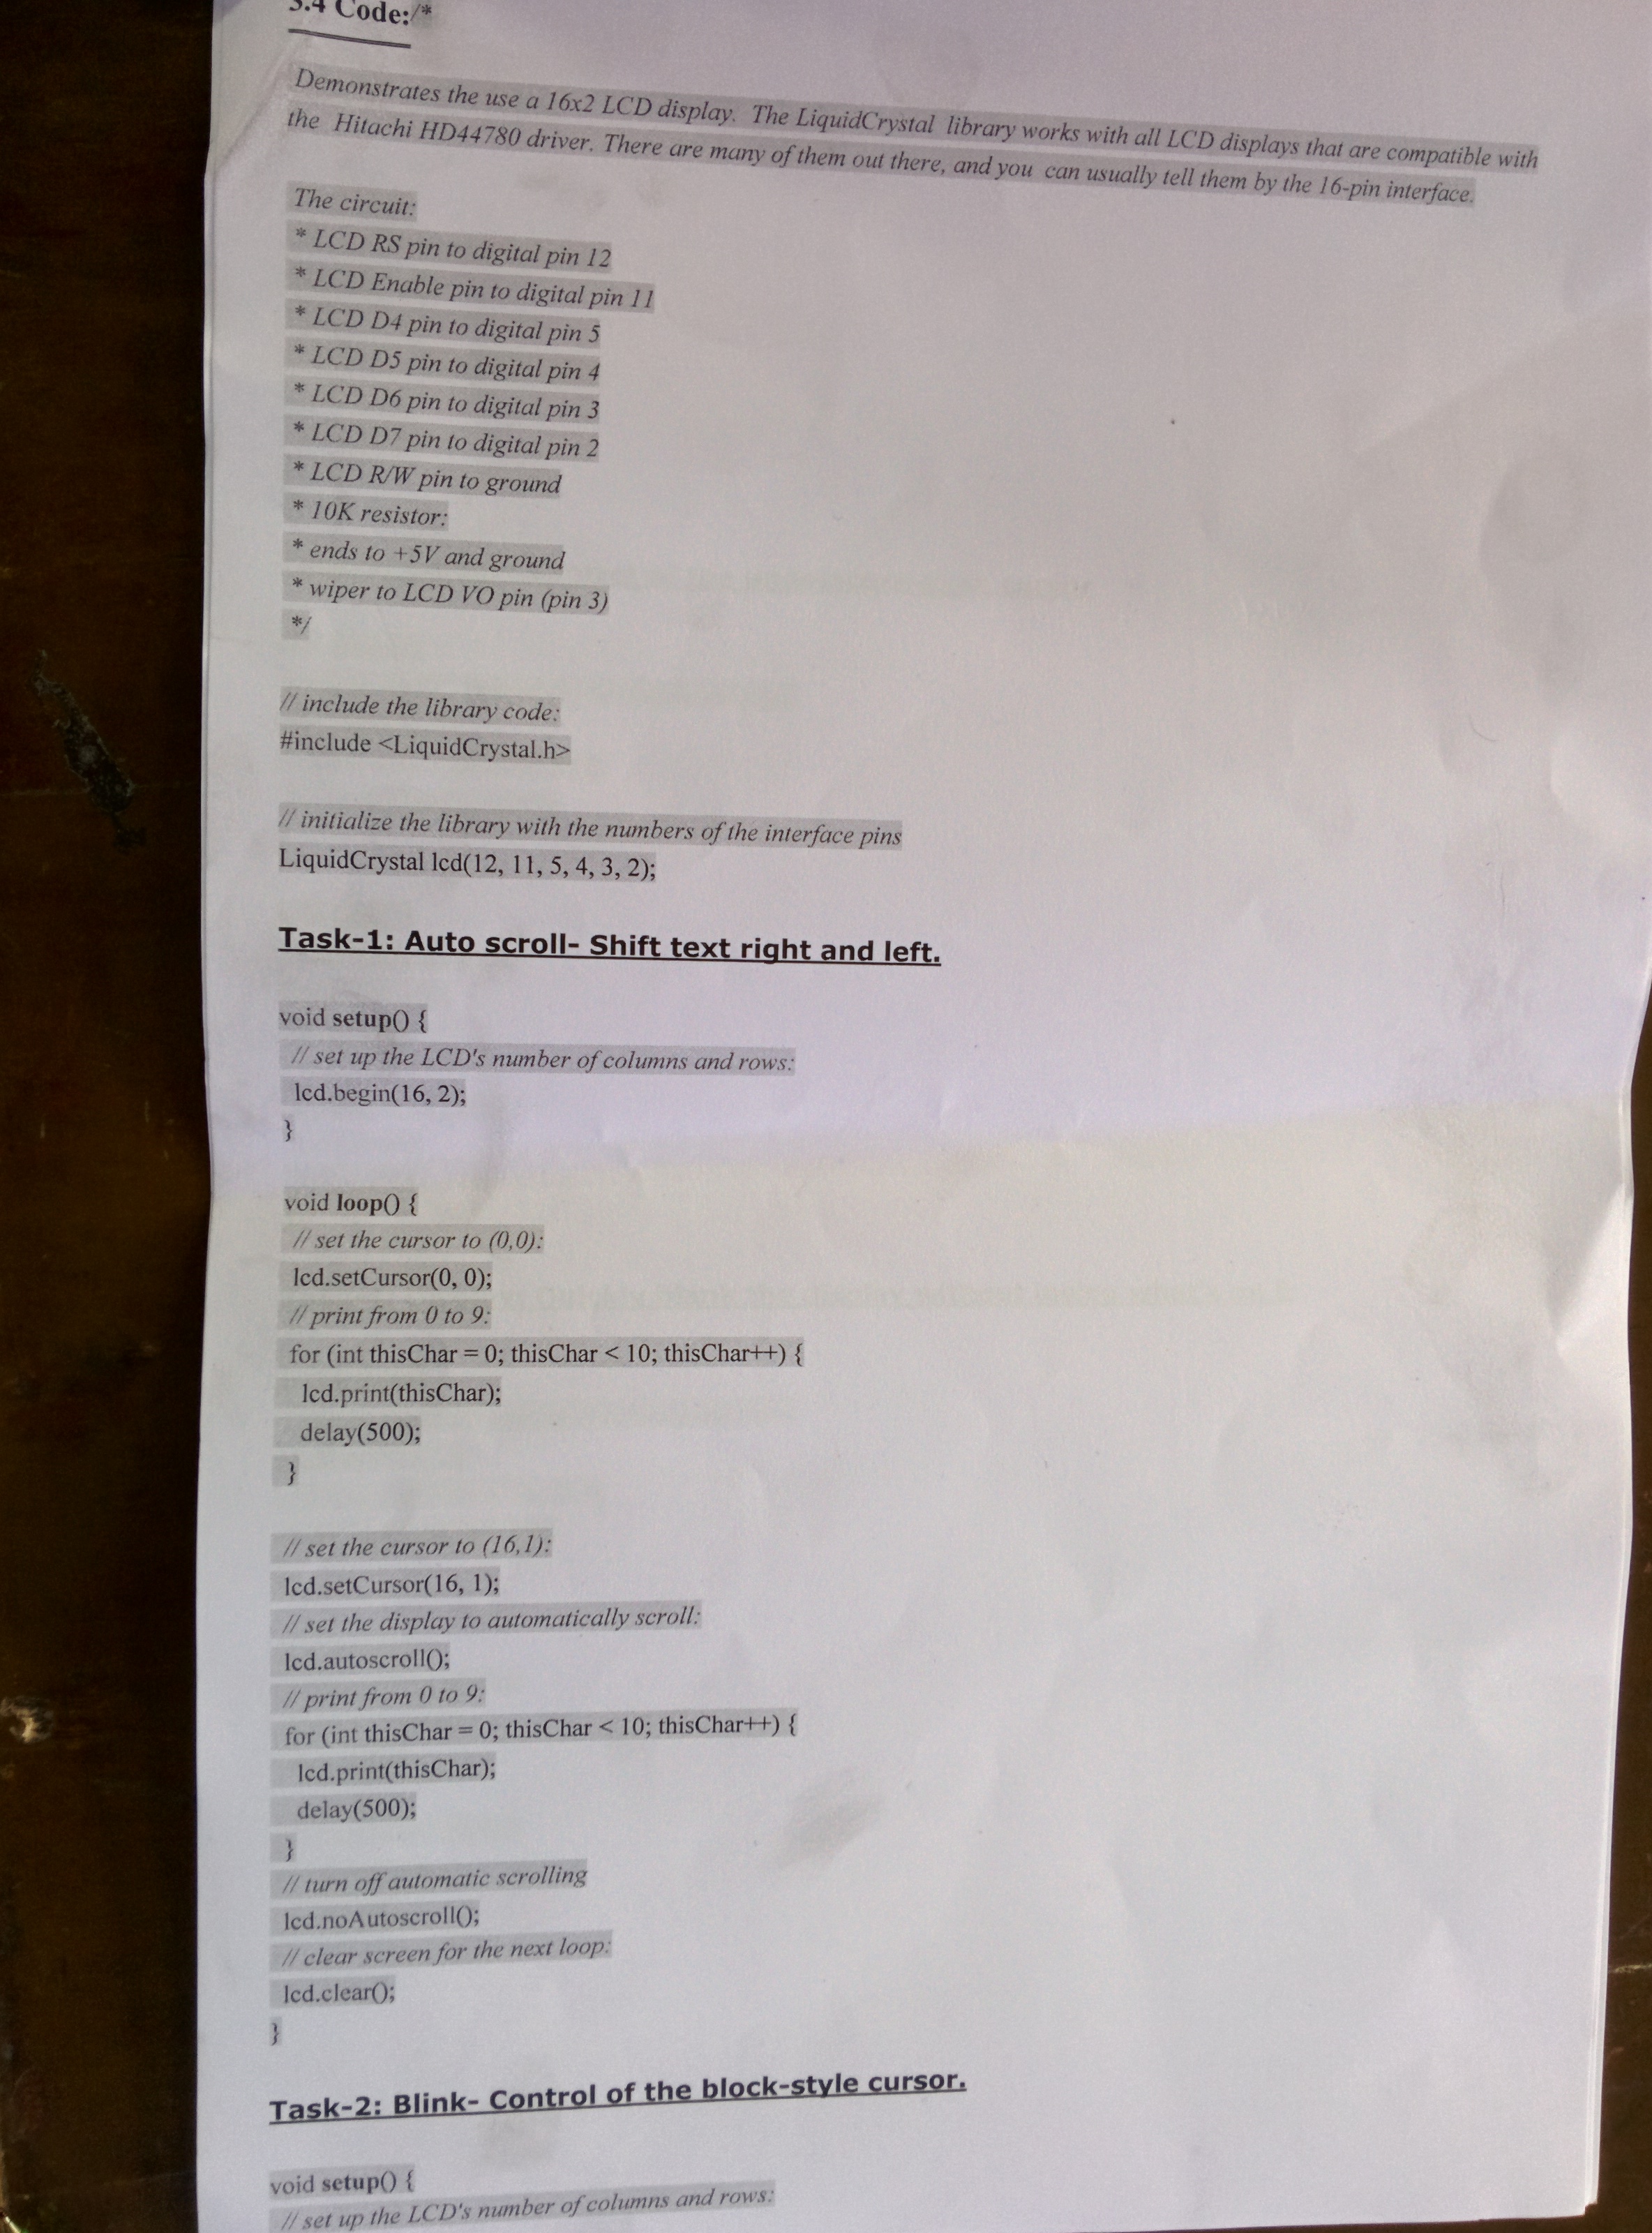 3.4 Code:/*
Demonstrates the use a 16x2 LCD display. The LiquidCrystal library works with all LCD displays that are compatible with
the Hitachi HD44780 driver. There are many of them out there, and you can usually tell them by the 16-pin interface.
The circuit:
* LCD RS pin to digital pin 12
* LCD Enable pin to digital pin 11
* LCD D4 pin to digital pin 5
* LCD D5 pin to digital pin 4
* LCD D6 pin to digital pin 3
* LCD D7 pin to digital pin 2
* LCD R/W pin to ground
* 10K resistor:
* ends to +5V and ground
* wiper to LCD VO pin (pin 3)
*/
// include the library code:
#include <LiquidCrystal.h>
// initialize the library with the numbers of the interface pins
LiquidCrystal lcd(12, 11, 5, 4, 3, 2);
Task-1: Auto scroll- Shift text right and left.
void setup() {
// set up the LCD's number of columns and rows:
lcd.begin(16, 2);
}
void loop() {
// set the cursor to (0,0):
lcd.setCursor(0, 0);
// print from 0 to 9:
for (int thisChar = 0; thisChar < 10; thisChar++) {
lcd.print(thisChar);
delay(500);
}
// set the cursor to (16,1):
lcd.setCursor(16, 1);
// set the display to automatically scroll:
lcd.autoscroll();
// print from 0 to 9:
for (int thisChar = 0; thisChar < 10; thisChar++) {
lcd.print(thisChar);
delay(500);
}
// turn off automatic scrolling
lcd.noAutoscroll();
// clear screen for the next loop:
lcd.clear();
}
Task-2: Blink- Control of the block-style cursor.
void setup() {
// set up the LCD's number of columns and rows: